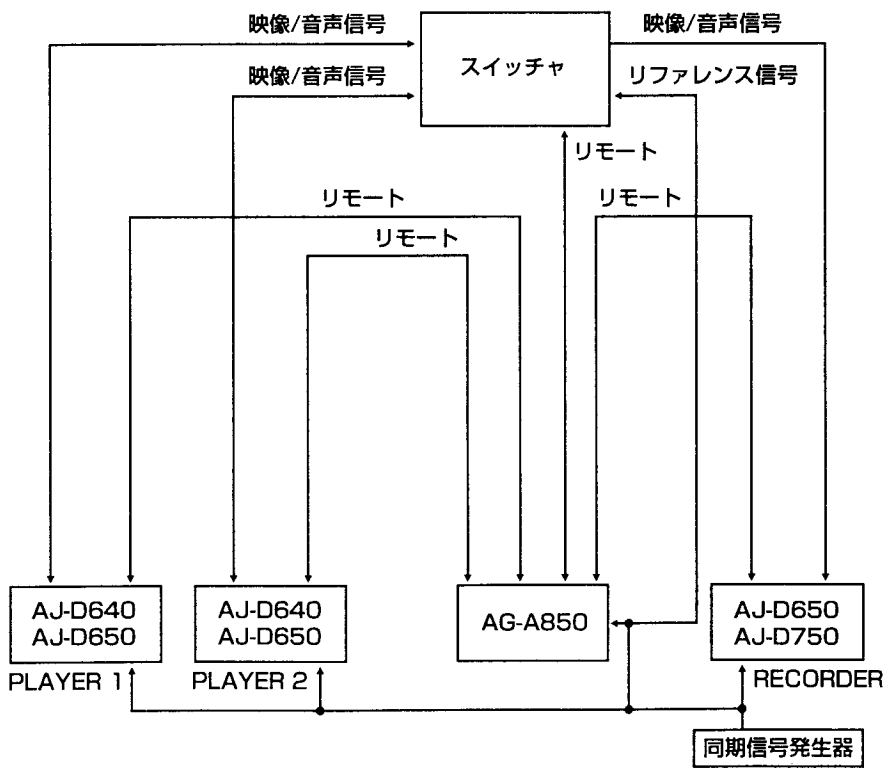 映像/音声信号
スイッチャ
映像/音声信号
映像/音声信号
リファレンス信号
リモート
リモート
リモート
リモート
AJ-D640
AJ-D650
AJ-D640
AJ-D650
AG-A850
AJ-D650
AJ-D750
PLAYER 1
PLAYER 2
RECORDER
同期信号発生器